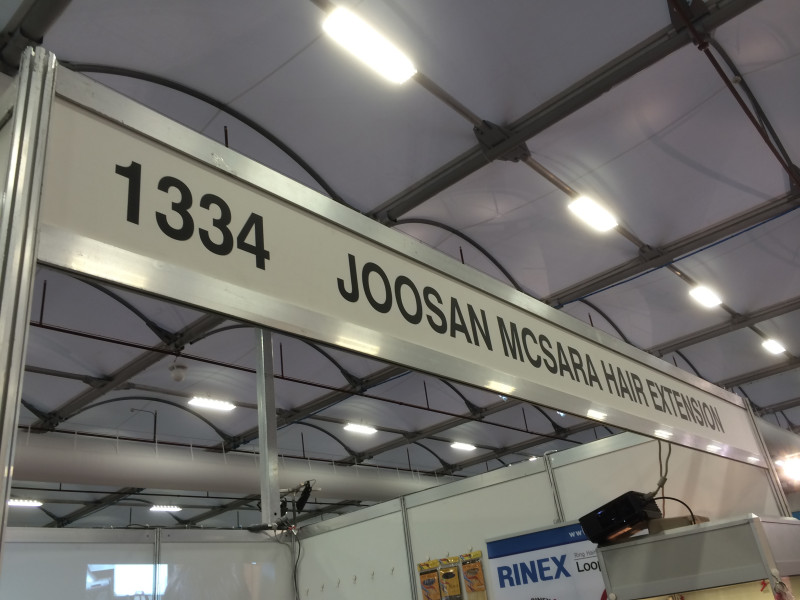 1334 JOOSAN MCSARA HAIR EXTENSION
RINEX
Loo